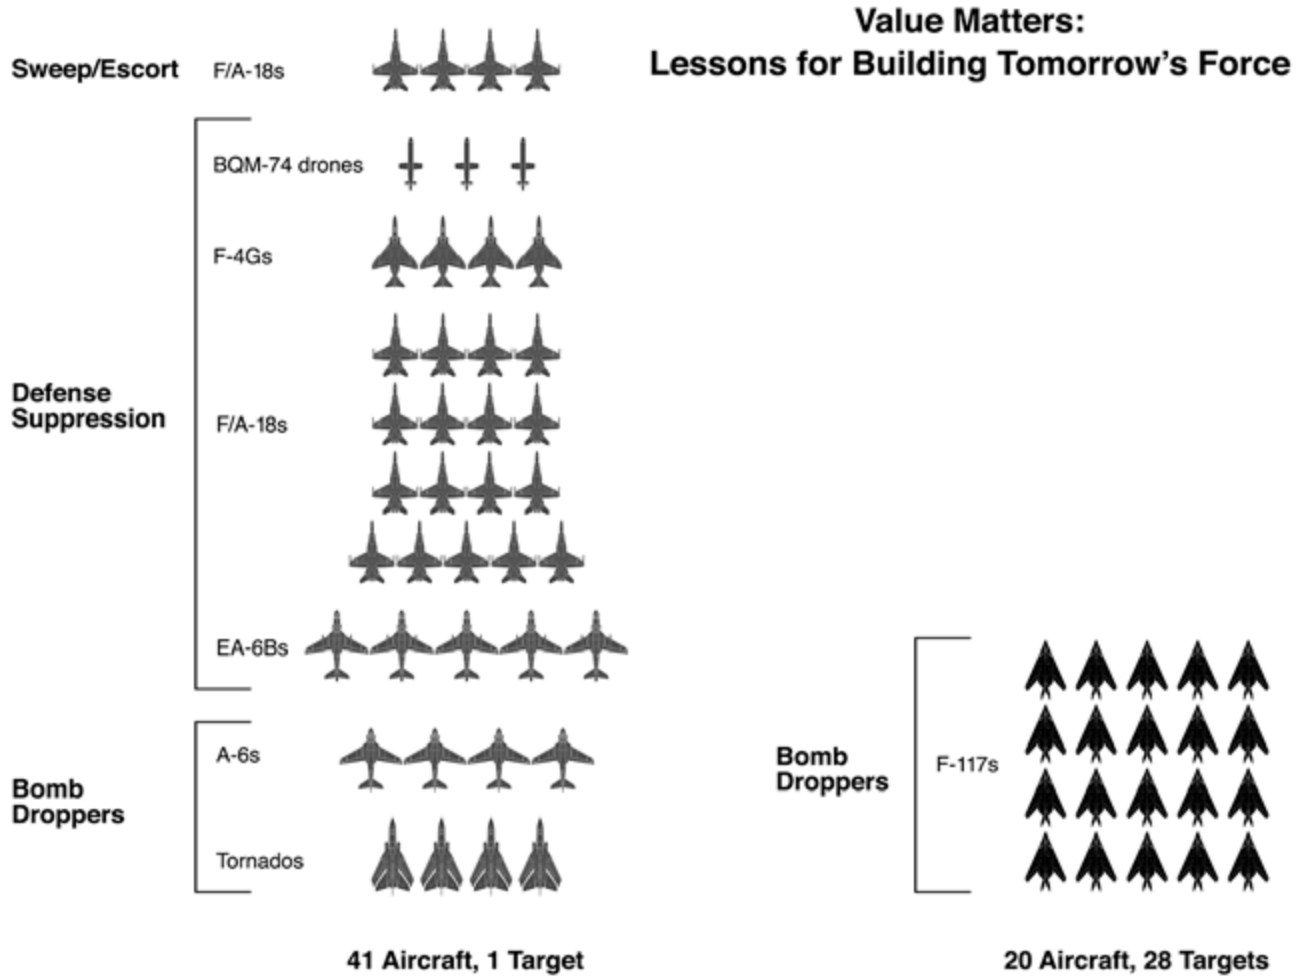 Value Matters:
Lessons for Building Tomorrow's Force
Sweep/Escort
F/A-18s
BQM-74 drones
F-4Gs
Defense
Suppression
F/A-18s
EA-6Bs
Bomb
Droppers
A-6s
Tornados
41 Aircraft, 1 Target
Bomb
Droppers
F-117s
20 Aircraft, 28 Targets